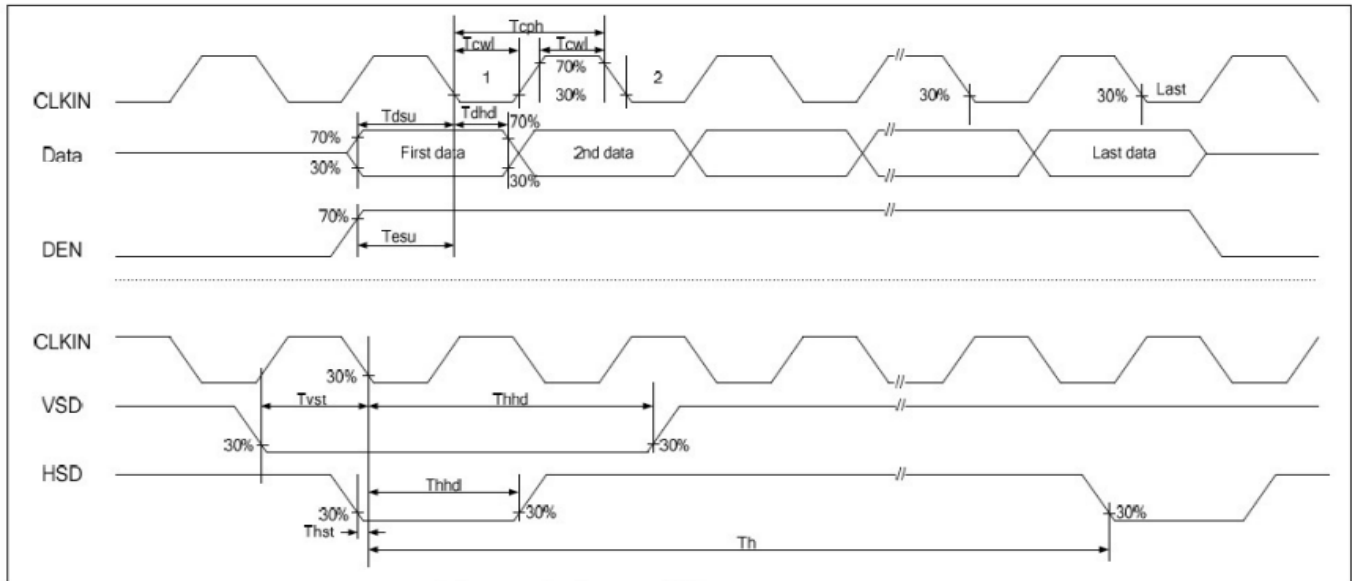 Tcph
Tcwl Tcwl
1 70% 2
CLKIN 30% 30% 30% Last
Tdsu Tdhd
70% 70%
Data First data 2nd data Last data
30% 30%
70%
DEN Tesu
CLKIN
30%
VSD Tvst Thhd
30% 30%
HSD
Thhd
30% 30% 30%
Thst
Th